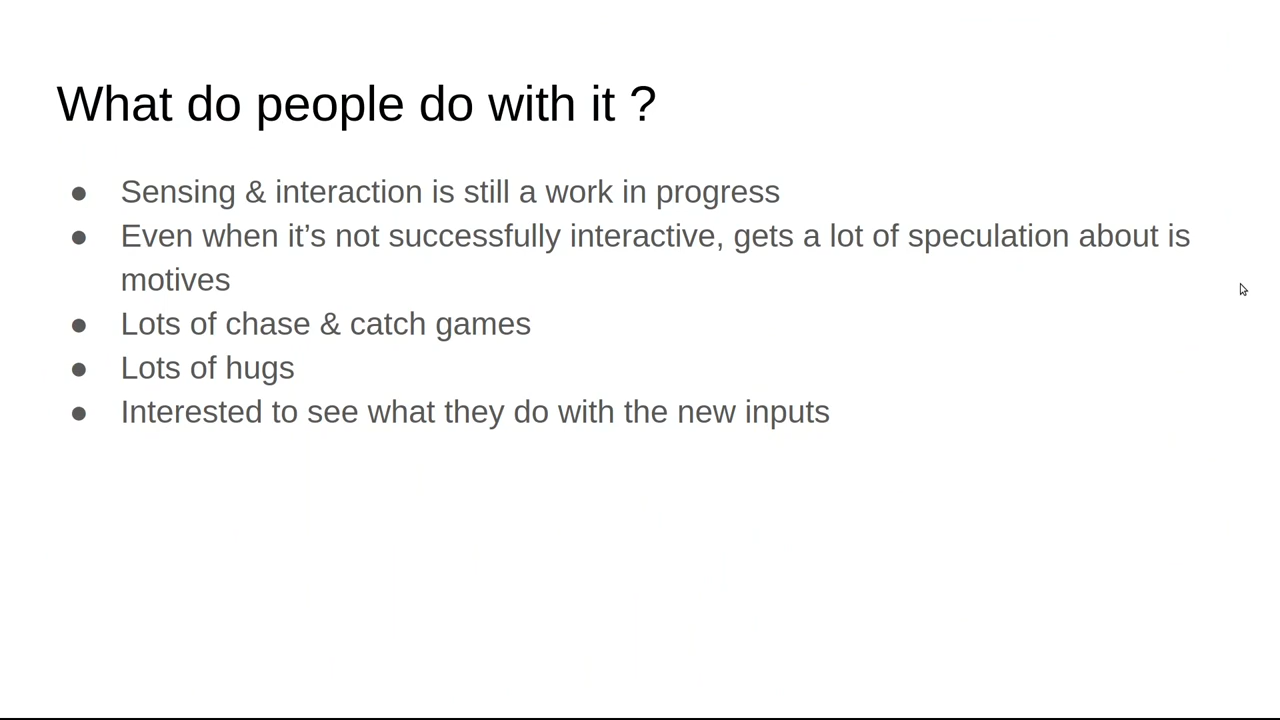 What do people do with it ?
● Sensing & interaction is still a work in progress
● Even when it’s not successfully interactive, gets a lot of speculation about is
motives
● Lots of chase & catch games
● Lots of hugs
● Interested to see what they do with the new inputs